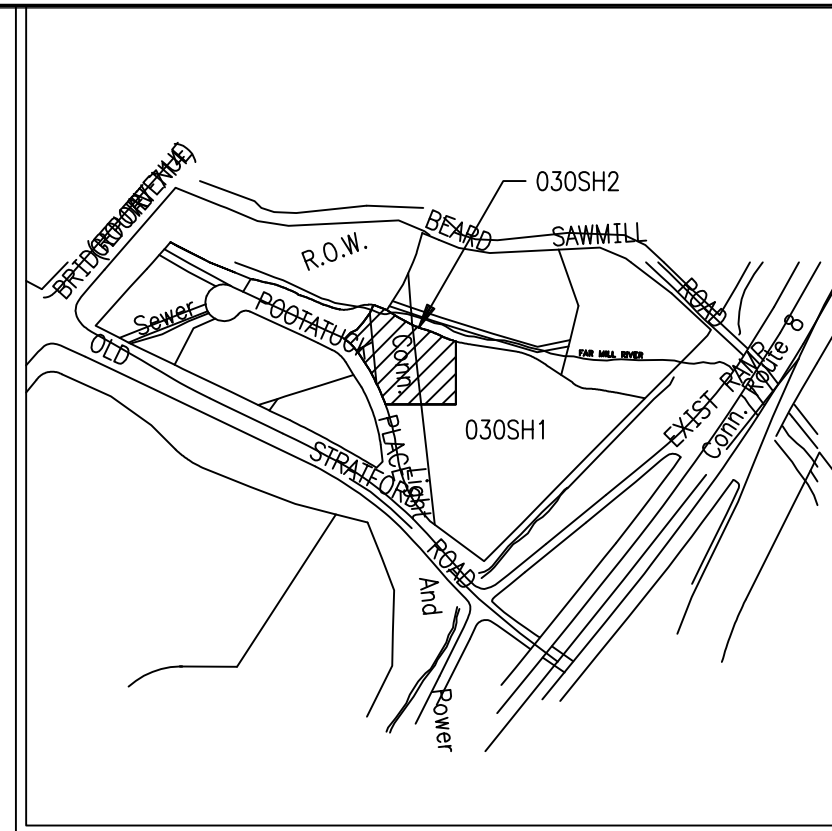 030SH2
BEARD SAWMILL ROAD
R.O.W.
Sewer
POOTATUCK PLACE
OLD STRATFORD ROAD
FAR MILL RIVER
EXIST RAMP
Conn. Route 8
030SH1
Conn. Light And Power